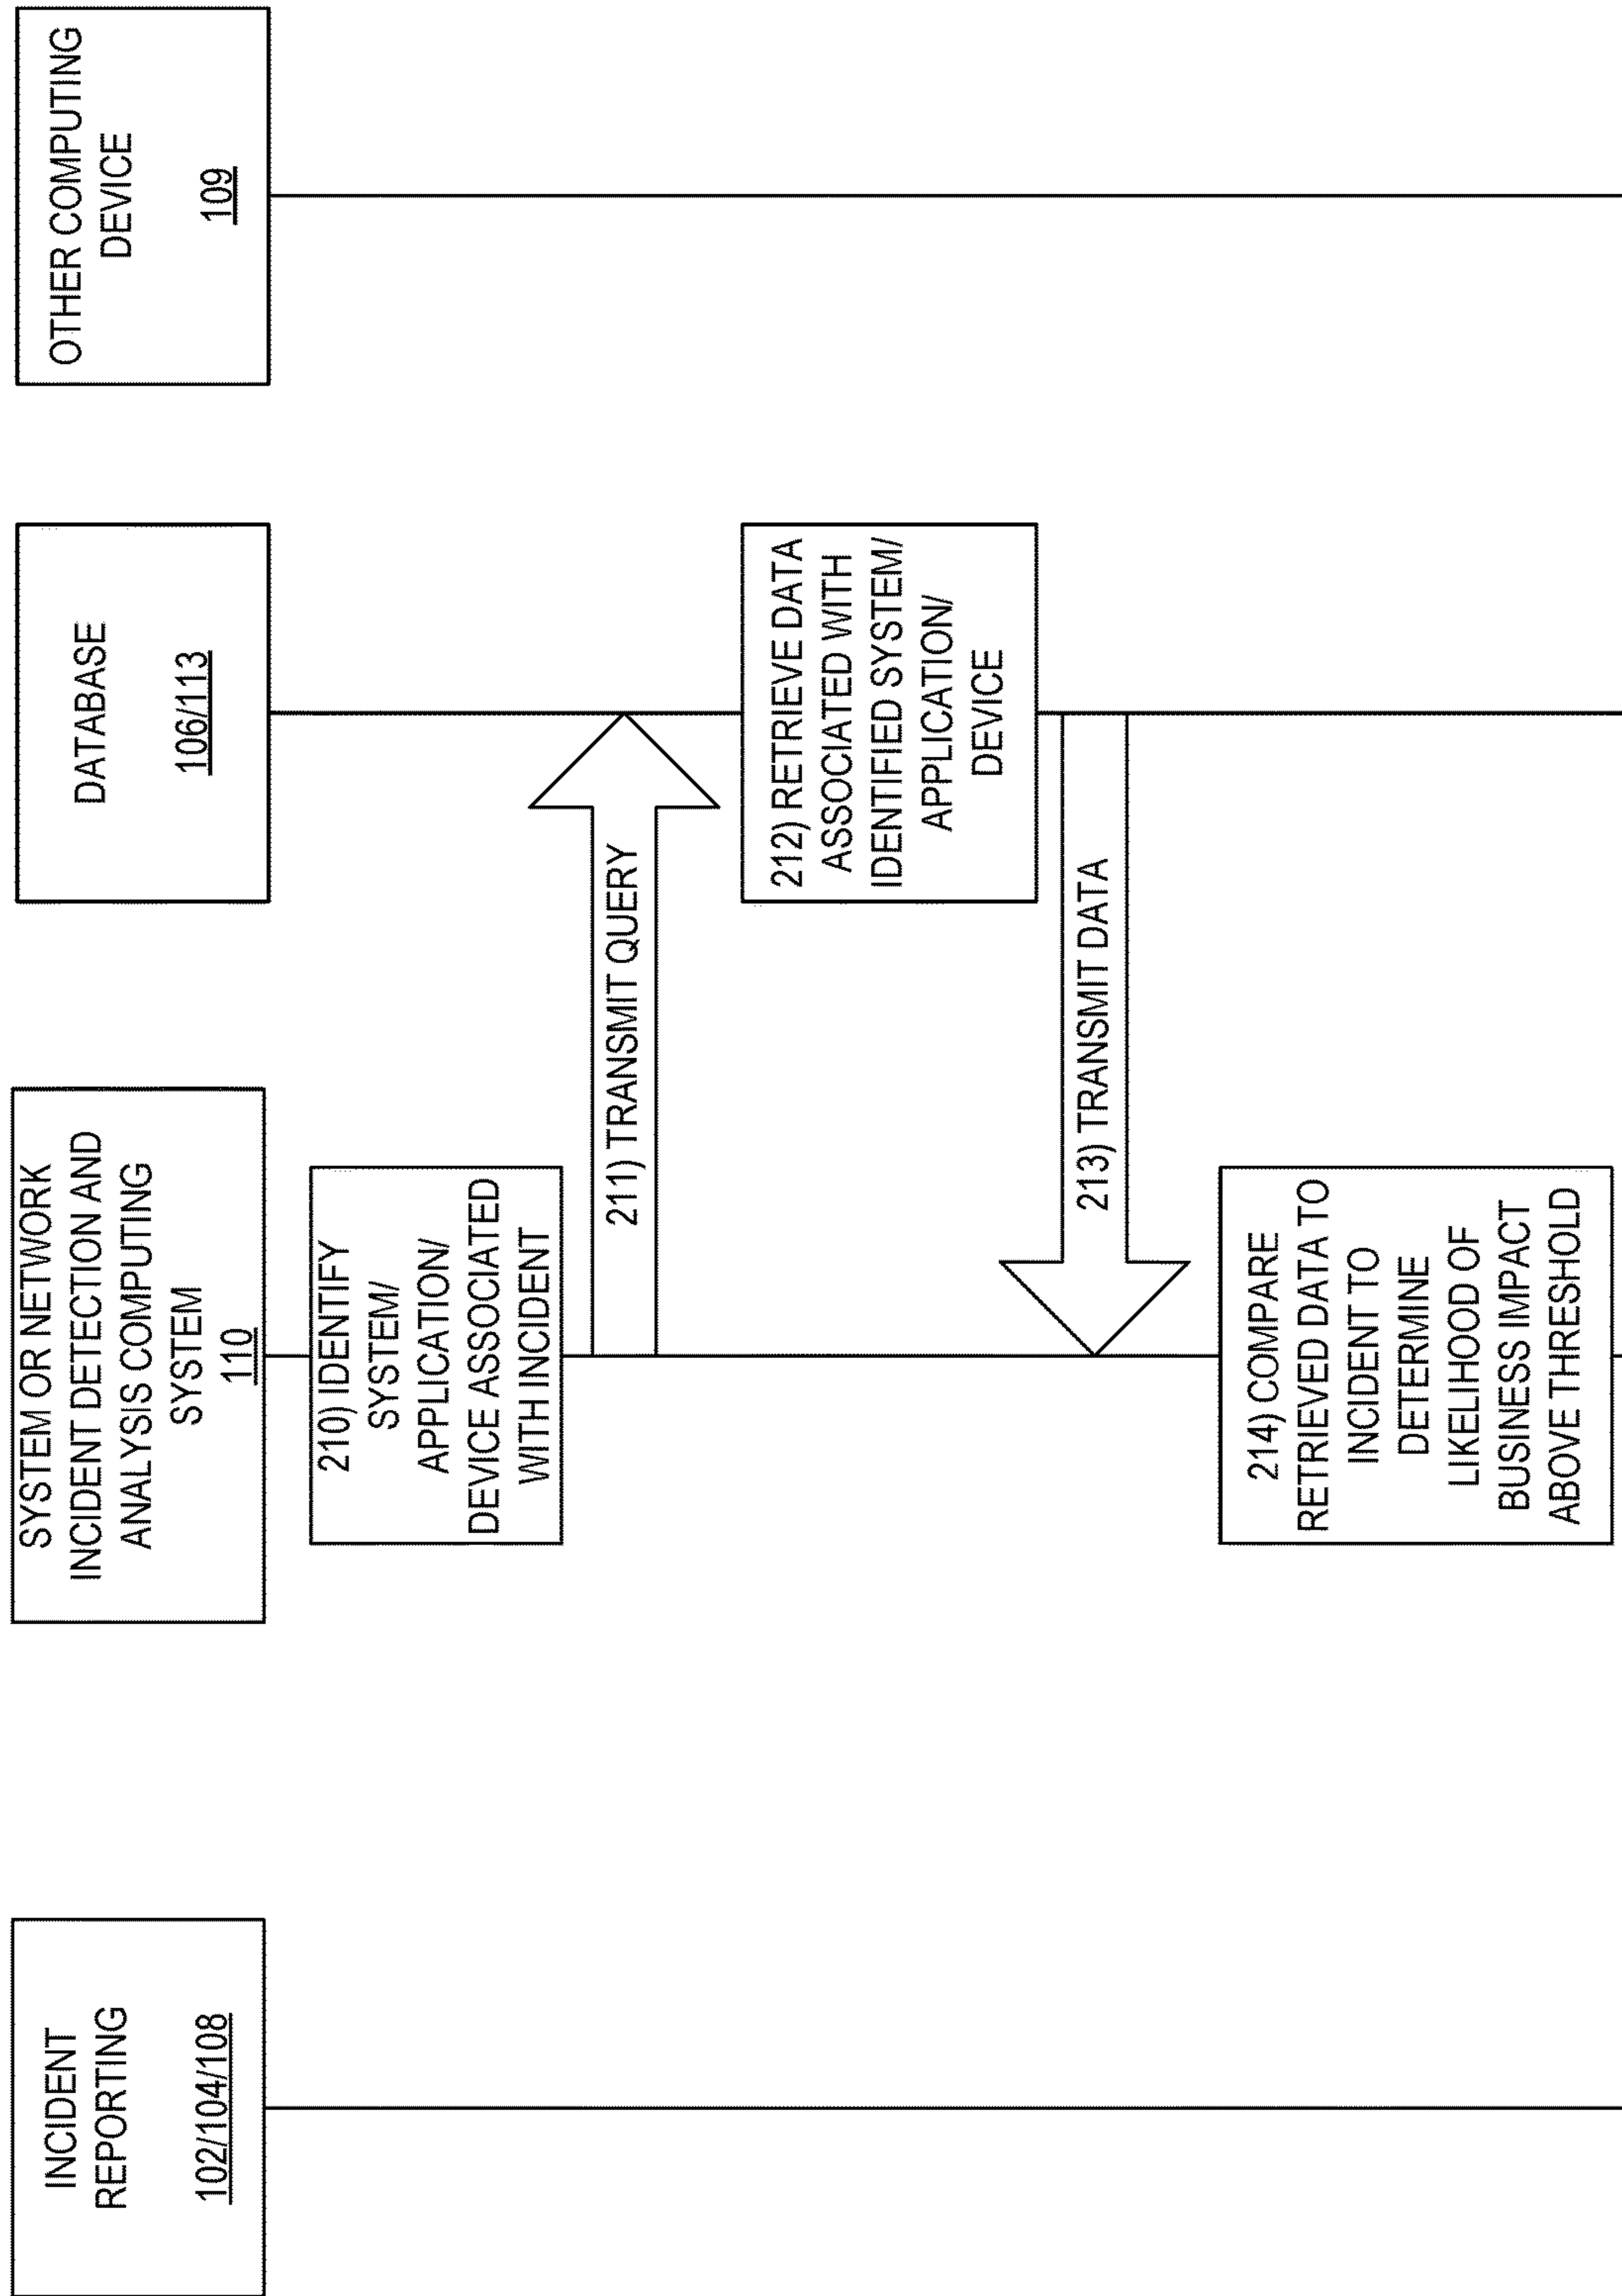 INCIDENT
REPORTING
102/104/108
SYSTEM OR NETWORK
INCIDENT DETECTION AND
ANALYSIS COMPUTING
SYSTEM
110
DATABASE
106/113
OTHER COMPUTING
DEVICE
109
210) IDENTIFY
SYSTEM/
APPLICATION/
DEVICE ASSOCIATED
WITH INCIDENT
211) TRANSMIT QUERY
212) RETRIEVE DATA
ASSOCIATED WITH
IDENTIFIED SYSTEM/
APPLICATION/
DEVICE
213) TRANSMIT DATA
214) COMPARE
RETRIEVED DATA TO
INCIDENT TO
DETERMINE
LIKELIHOOD OF
BUSINESS IMPACT
ABOVE THRESHOLD